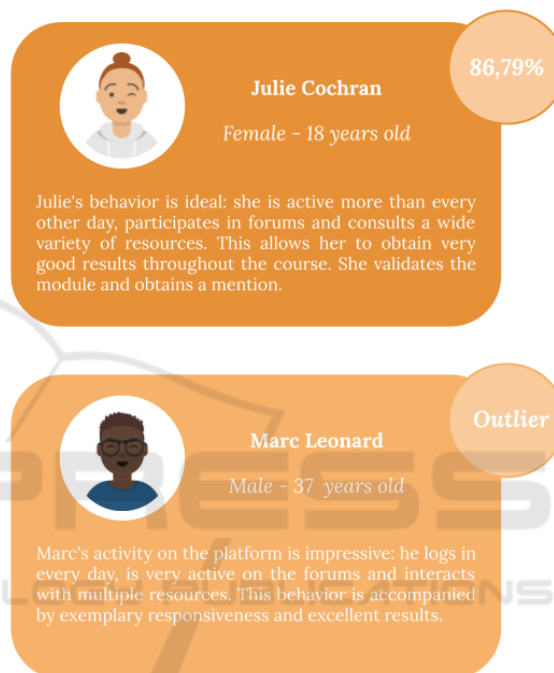 86,79%
Julie Cochran
Female - 18 years old
Julie's behavior is ideal: she is active more than every
other day, participates in forums and consults a wide
variety of resources. This allows her to obtain very
good results throughout the course. She validates the
module and obtains a mention.
Outlier
Marc Leonard
Male - 37 years old
Marc's activity on the platform is impressive: he logs in
every day, is very active on the forums and interacts
with multiple resources. This behavior is accompanied
by exemplary responsiveness and excellent results.
PRESS
PUBLICATIONS